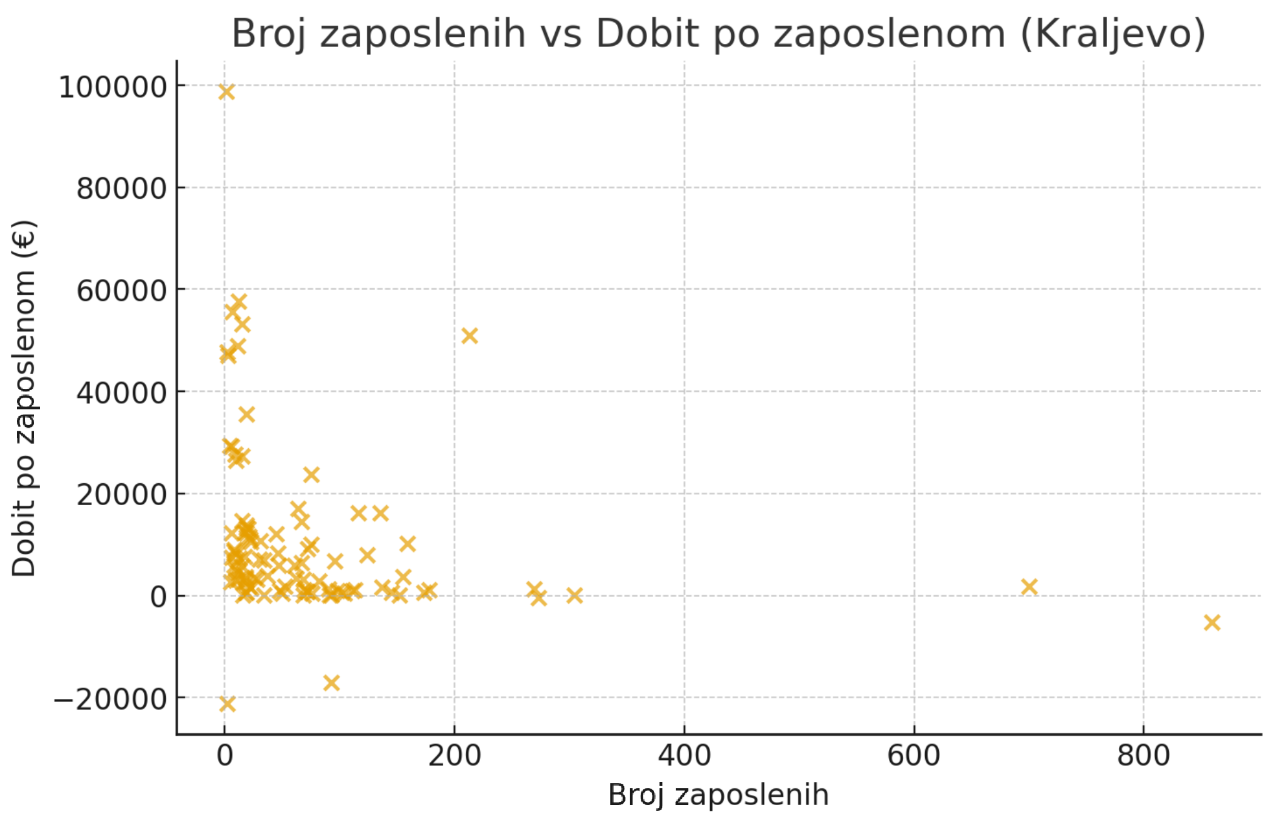 Broj zaposlenih vs Dobit po zaposlenom (Kraljevo)
Dobit po zaposlenom (€)
100000
80000
60000
40000
20000
0
−20000
0 200 400 600 800
Broj zaposlenih